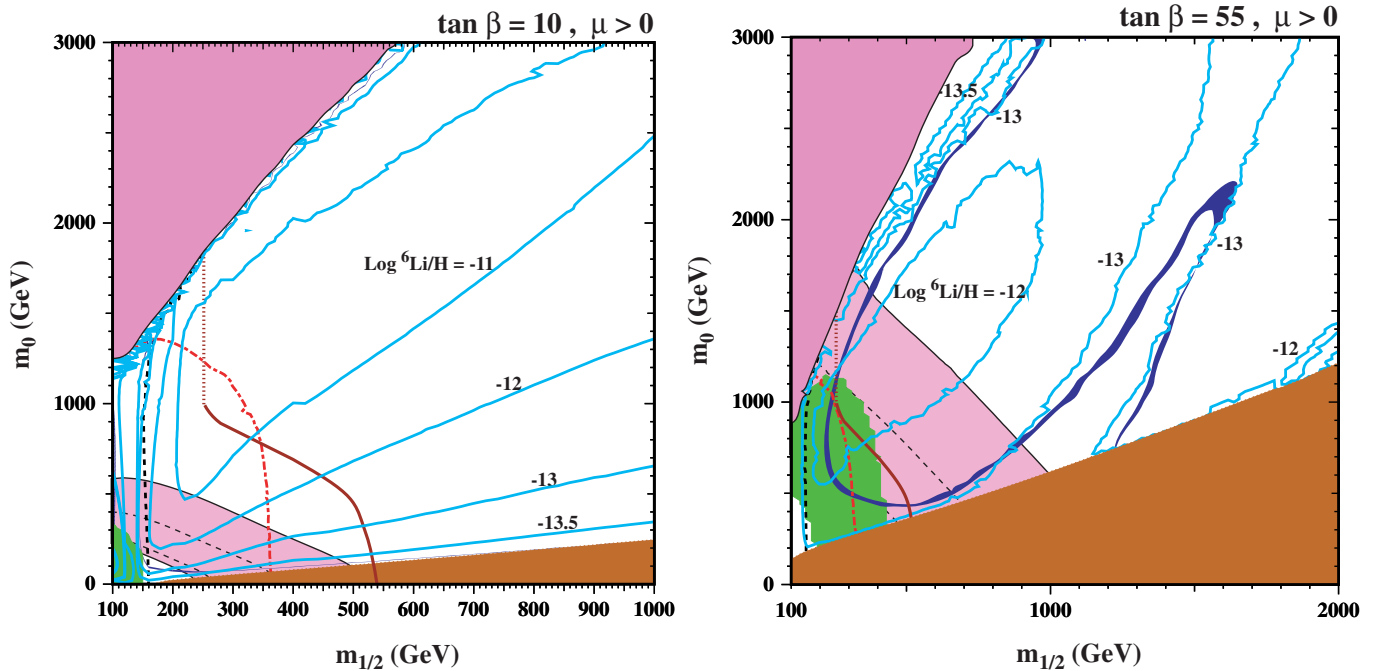 tan β = 10 , μ > 0
3000
2000
1000
0
m0 (GeV)
100 200 300 400 500 600 700 800 900 1000
m1/2 (GeV)
Log 6Li/H = -11
-12
-13
-13.5
tan β = 55 , μ > 0
3000
2000
1000
0
m0 (GeV)
100 1000 2000
m1/2 (GeV)
-13.5
-13
Log 6Li/H = -12
-13
-13
-12